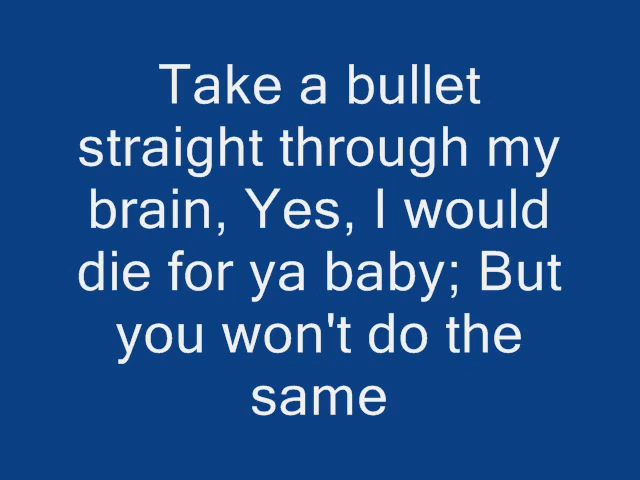 Take a bullet
straight through my
brain, Yes, I would
die for ya baby; But
you won't do the
same